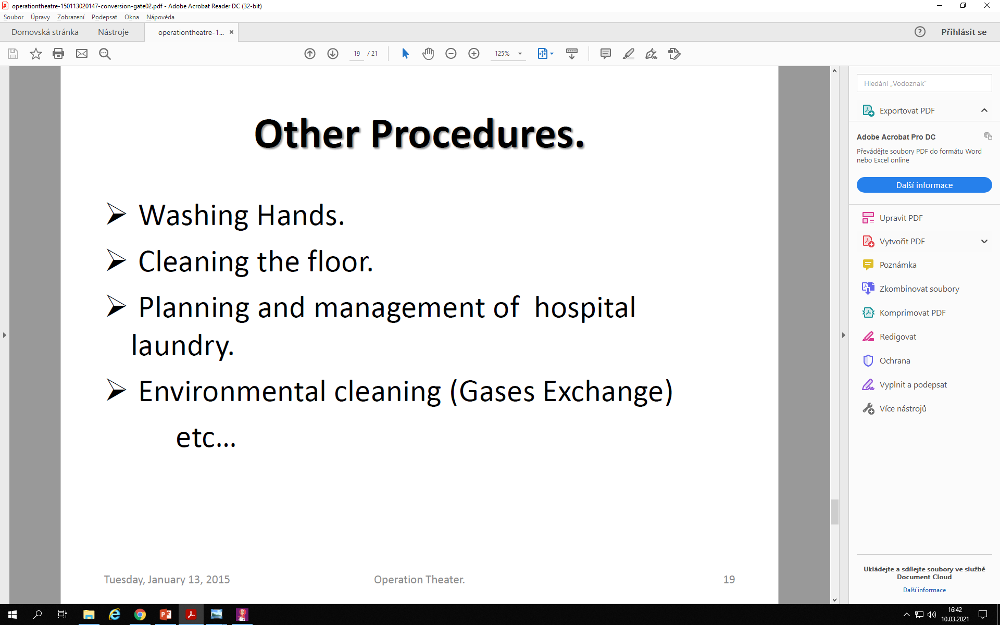 operationtheatre-150113020147-conversion-gate02.pdf - Adobe Acrobat Reader DC (32-bit)
Soubor Úpravy Zobrazení Podepsat Okna Nápověda
Domovská stránka Nástroje operationtheatre-1... Přihlásit se
19 / 21 125%
Other Procedures.
Washing Hands.
Cleaning the floor.
Planning and management of hospital
laundry.
Environmental cleaning (Gases Exchange)
etc...
Tuesday, January 13, 2015 Operation Theater. 19
Hledání „Vodoznak“
Exportovat PDF
Adobe Acrobat Pro DC
Převádějte soubory PDF do formátu Word
nebo Excel online
Další informace
Upravit PDF
Vytvořit PDF
Poznámka
Zkombinovat soubory
Komprimovat PDF
Redigovat
Ochrana
Vyplnit a podepsat
Více nástrojů
Ukládejte a sdílejte soubory ve službě
Document Cloud
Další informace
16:42
10.03.2021